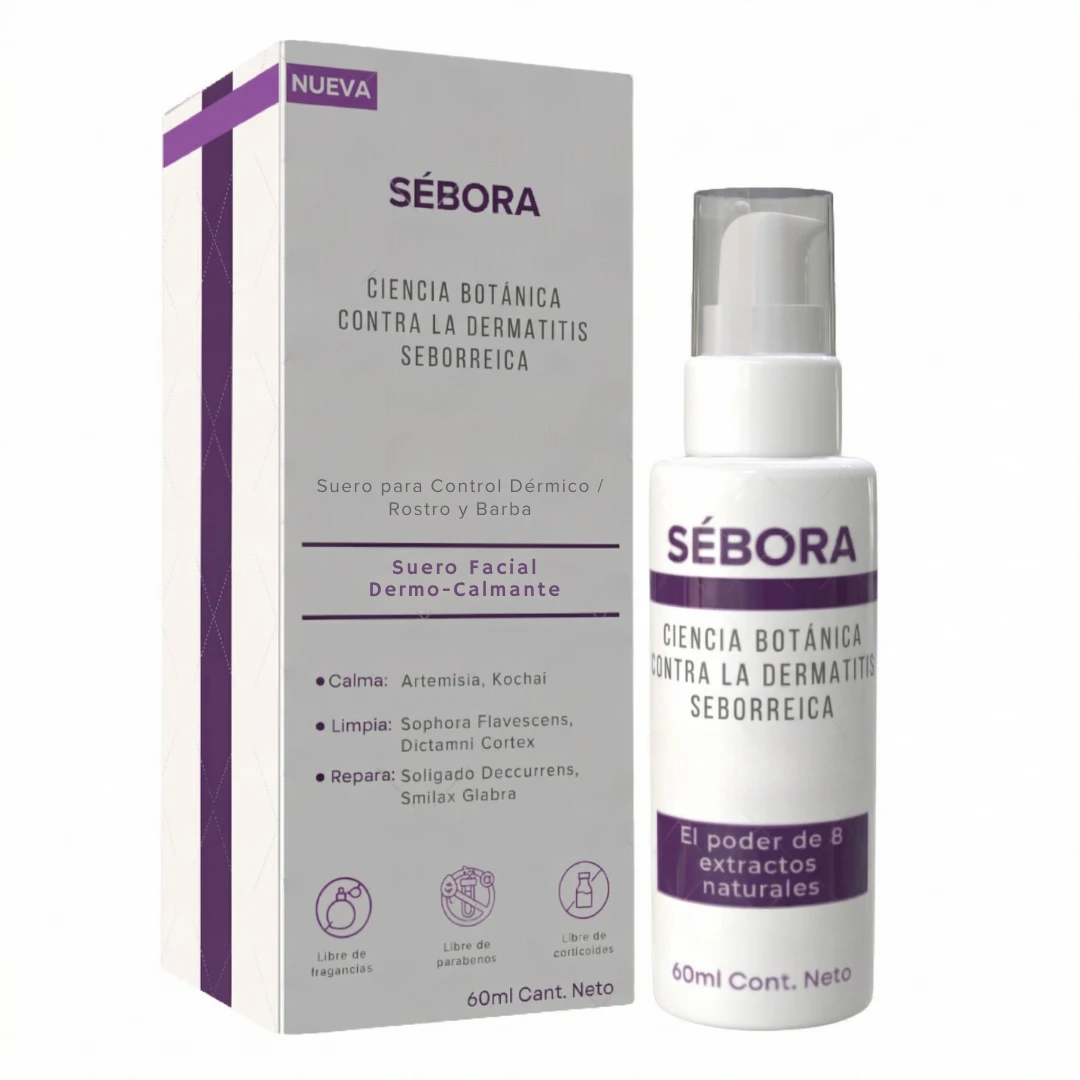 NUEVA
SÉBORA
CIENCIA BOTÁNICA
CONTRA LA DERMATITIS
SEBORREICA
Suero para Control Dérmico /
Rostro y Barba
Suero Facial
Dermo-Calmante
• Calma: Artemisia, Kochai
• Limpia: Sophora Flavescens,
Dictamni Cortex
• Repara: Soligado Deccurrens,
Smilax Glabra
Libre de
fragancias
Libre de
parabenos
Libre de
corticoides
60ml Cant. Neto
SÉBORA
CIENCIA BOTÁNICA
CONTRA LA DERMATITIS
SEBORREICA
El poder de 8
extractos
naturales
60ml Cont. Neto